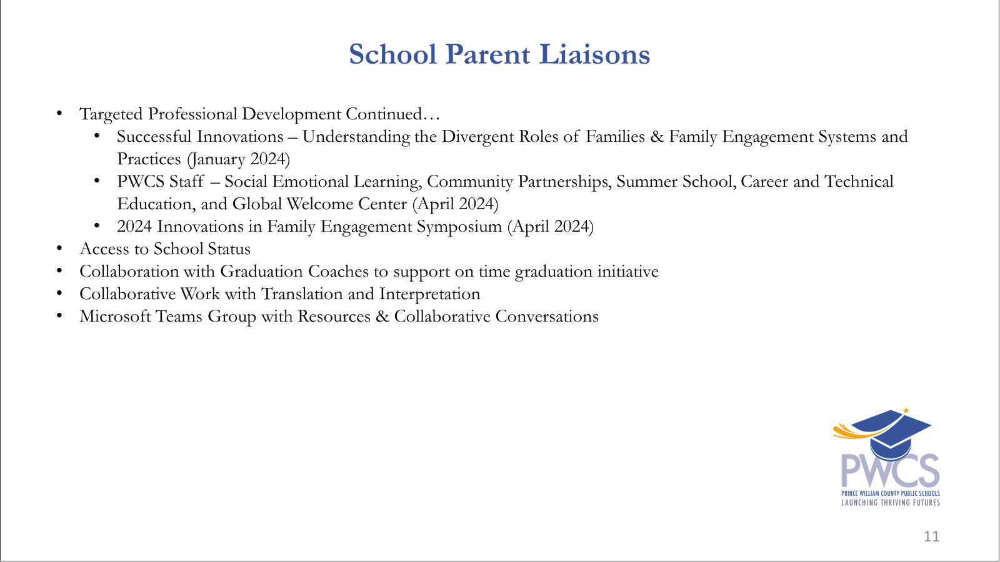 School Parent Liaisons
• Targeted Professional Development Continued…
• Successful Innovations – Understanding the Divergent Roles of Families & Family Engagement Systems and
Practices (January 2024)
• PWCS Staff – Social Emotional Learning, Community Partnerships, Summer School, Career and Technical
Education, and Global Welcome Center (April 2024)
• 2024 Innovations in Family Engagement Symposium (April 2024)
• Access to School Status
• Collaboration with Graduation Coaches to support on time graduation initiative
• Collaborative Work with Translation and Interpretation
• Microsoft Teams Group with Resources & Collaborative Conversations
PWCS
PRINCE WILLIAM COUNTY PUBLIC SCHOOLS
LAUNCHING THRIVING FUTURES
11